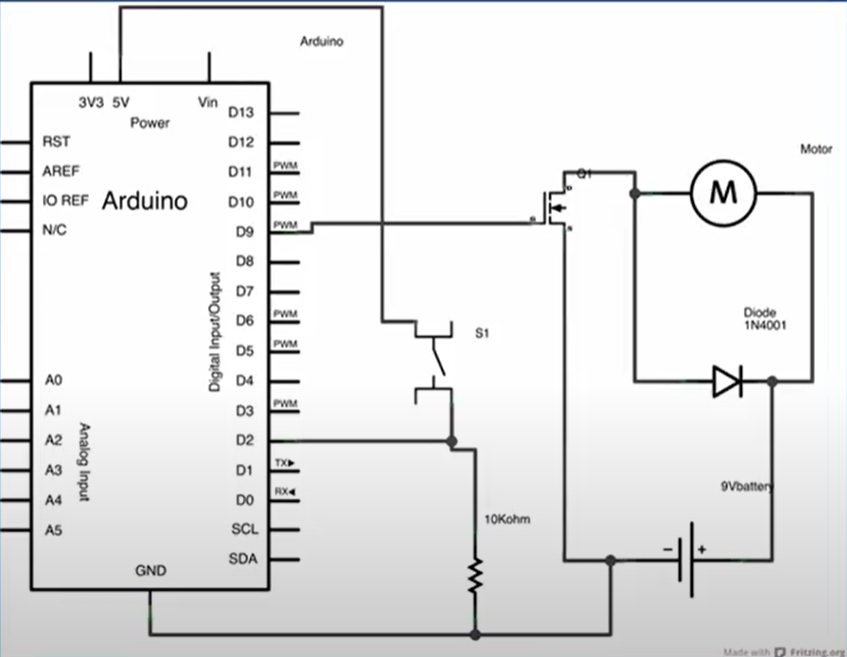 Arduino
3V3 5V Vin
Power
D13
RST
D12
AREF
D11 PWM
IO REF
Arduino
D10 PWM
N/C
D9 PWM
D8
D7
D6 PWM
D5 PWM
D4
D3 PWM
D2
D1 TX▶
D0 RX◀
SCL
SDA
Digital Input/Output
A0
A1
A2
A3
A4
A5
Analog Input
GND
S1
10Kohm
Q1
G
D
S
Motor
M
Diode
1N4001
9Vbattery
− +
Made with Fritzing.org